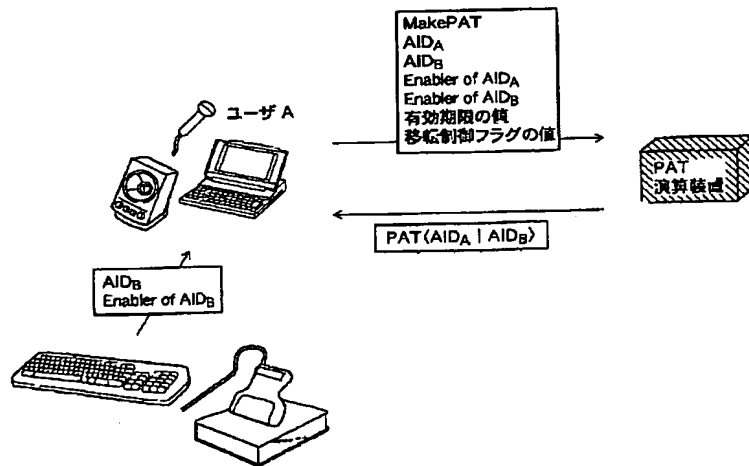 MakePAT
AIDA
AIDB
Enabler of AIDA
Enabler of AIDB
有効期限の値
移転制御フラグの値
ユーザ A
PAT
演算装置
PAT〈AIDA | AIDB〉
AIDB
Enabler of AIDB